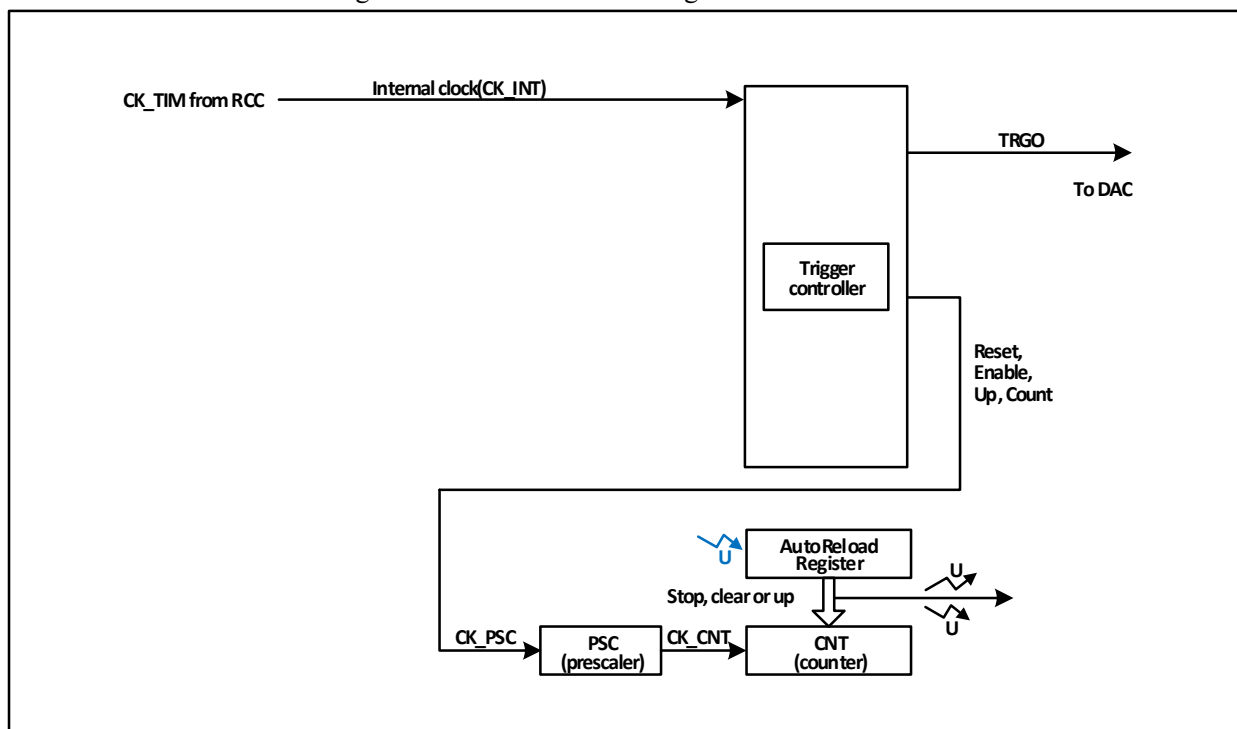 Internal clock(CK_INT)
CK_TIM from RCC
TRGO
To DAC
Trigger
controller
Reset,
Enable,
Up, Count
AutoReload
Register
U
U
U
Stop, clear or up
CK_PSC
PSC
(prescaler)
CK_CNT
CNT
(counter)